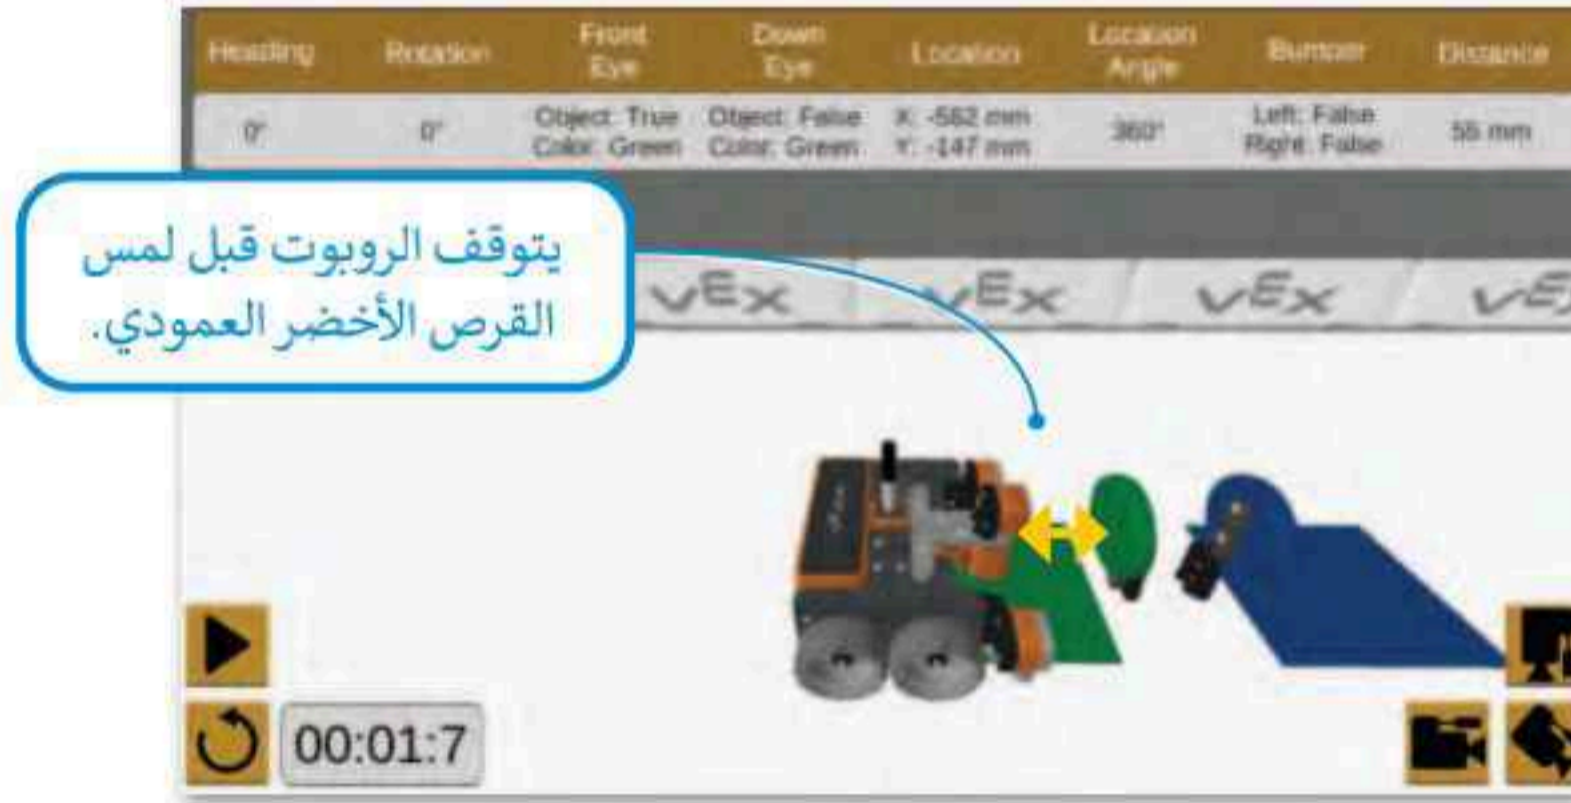 Heading Rotation Front Eye Down Eye Location Location Angle Bumper Distance
0° 0° Object: True Object: False X: -562 mm 360° Left: False 55 mm
Color: Green Color: Green Y: -147 mm Right: False
يتوقف الروبوت قبل لمس
القرص الأخضر العمودي.
VEX VEX VEX VEX
00:01:7